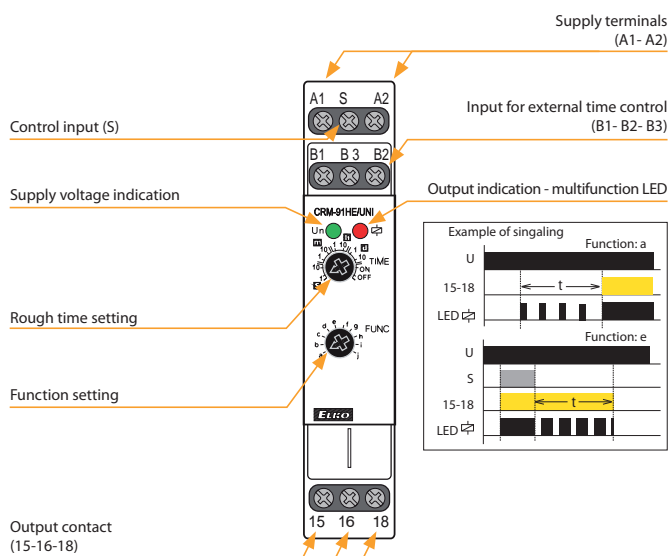 Supply terminals
(A1- A2)
A1 S A2
Control input (S)
Input for external time control
(B1- B2- B3)
B1 B 3 B2
Supply voltage indication
Output indication - multifunction LED
CRM-91HE/UNI
Un
TIME
ON
OFF
Rough time setting
FUNC
a b c d e f g h i j
Function setting
ELKO
15 16 18
Output contact
(15-16-18)
Example of singaling
Function: a
U
15-18
t
LED
Function: e
U
S
15-18
t
LED